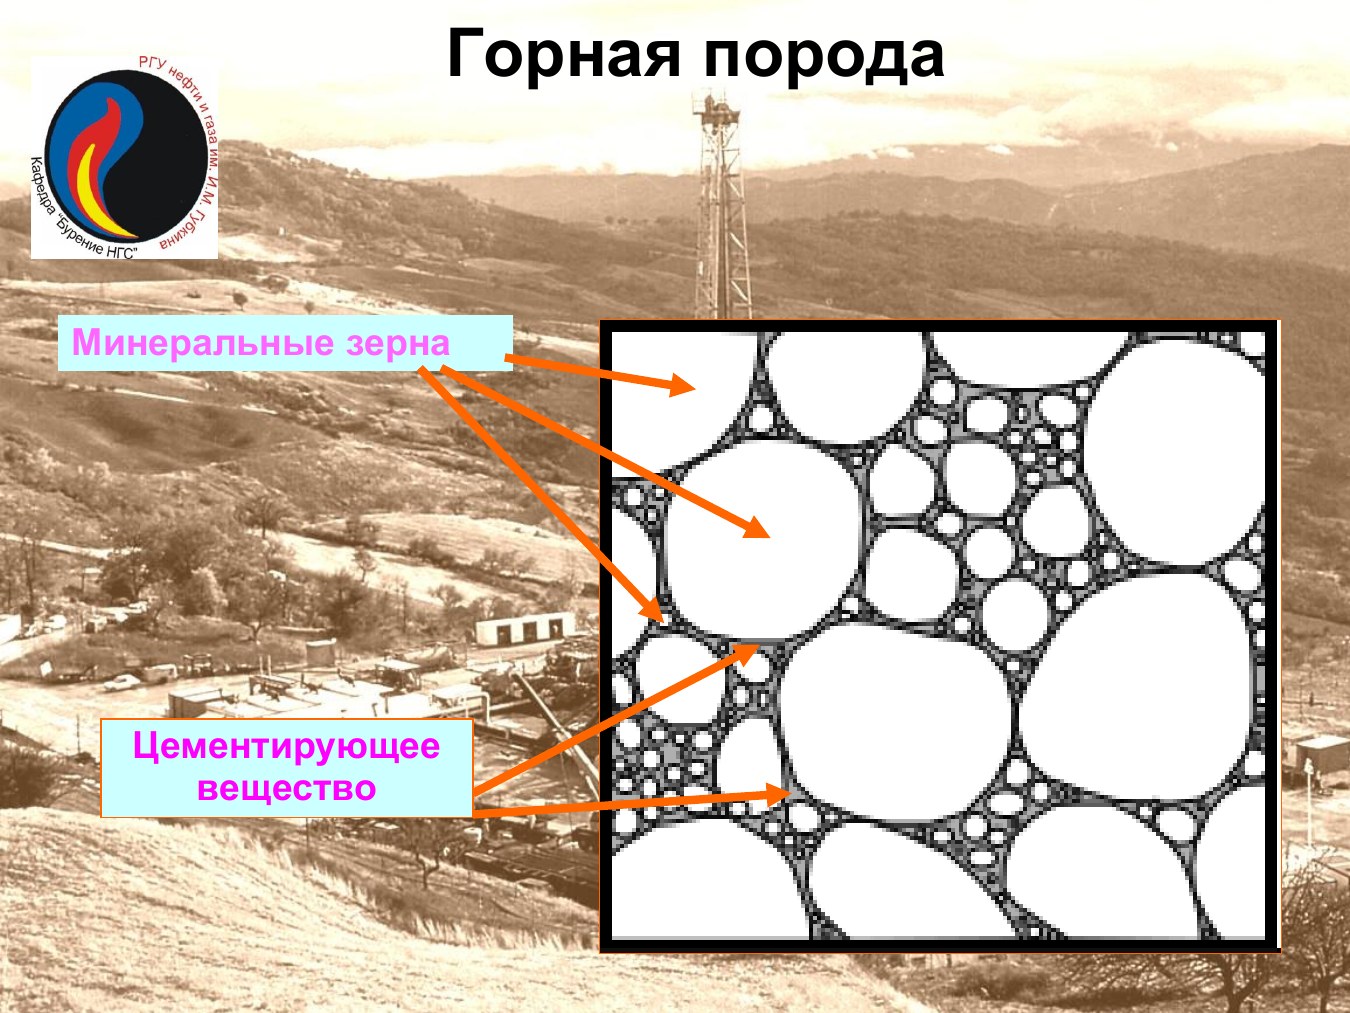 Горная порода
РГУ нефти и газа им. И.М. Губкина
Кафедра "Бурение НГС"
Минеральные зерна
Цементирующее
вещество